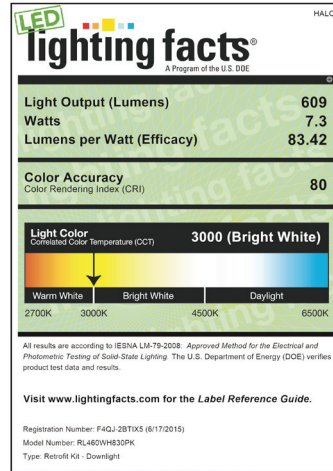 LED
HALO
lighting facts®
A Program of the U.S. DOE
Light Output (Lumens) 609
Watts 7.3
Lumens per Watt (Efficacy) 83.42
Color Accuracy
Color Rendering Index (CRI) 80
Light Color
Correlated Color Temperature (CCT) 3000 (Bright White)
Warm White Bright White Daylight
2700K 3000K 4500K 6500K
All results are according to IESNA LM-79-2008: Approved Method for the Electrical and
Photometric Testing of Solid-State Lighting. The U.S. Department of Energy (DOE) verifies
product test data and results.
Visit www.lightingfacts.com for the Label Reference Guide.
Registration Number: F4QJ-2BTIX5 (6/17/2015)
Model Number: RL460WH830PK
Type: Retrofit Kit - Downlight